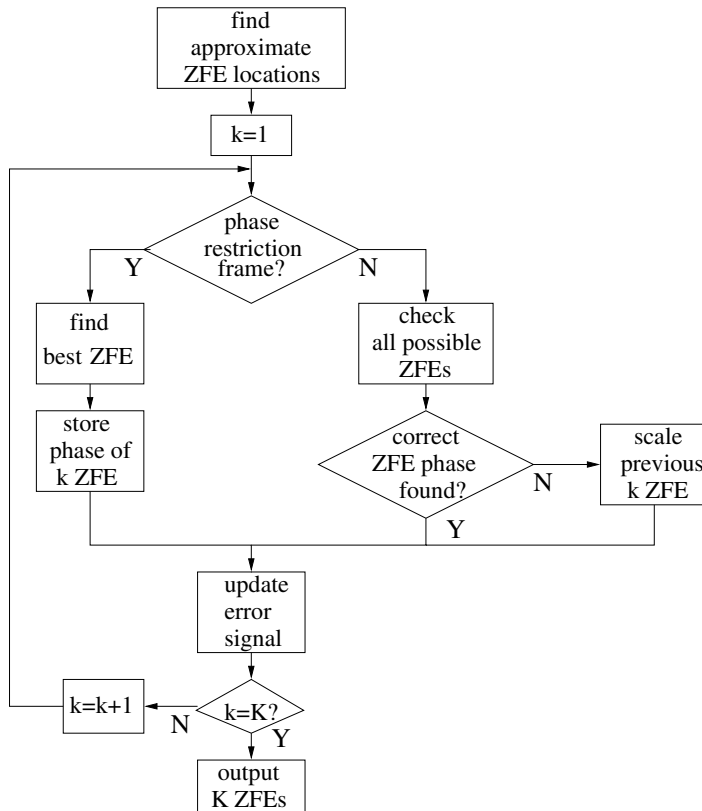 find
approximate
ZFE locations
k=1
phase
restriction
frame?
Y
N
find
best ZFE
check
all possible
ZFEs
store
phase of
k ZFE
correct
ZFE phase
found?
N
Y
scale
previous
k ZFE
update
error
signal
k=K?
N
Y
k=k+1
output
K ZFEs